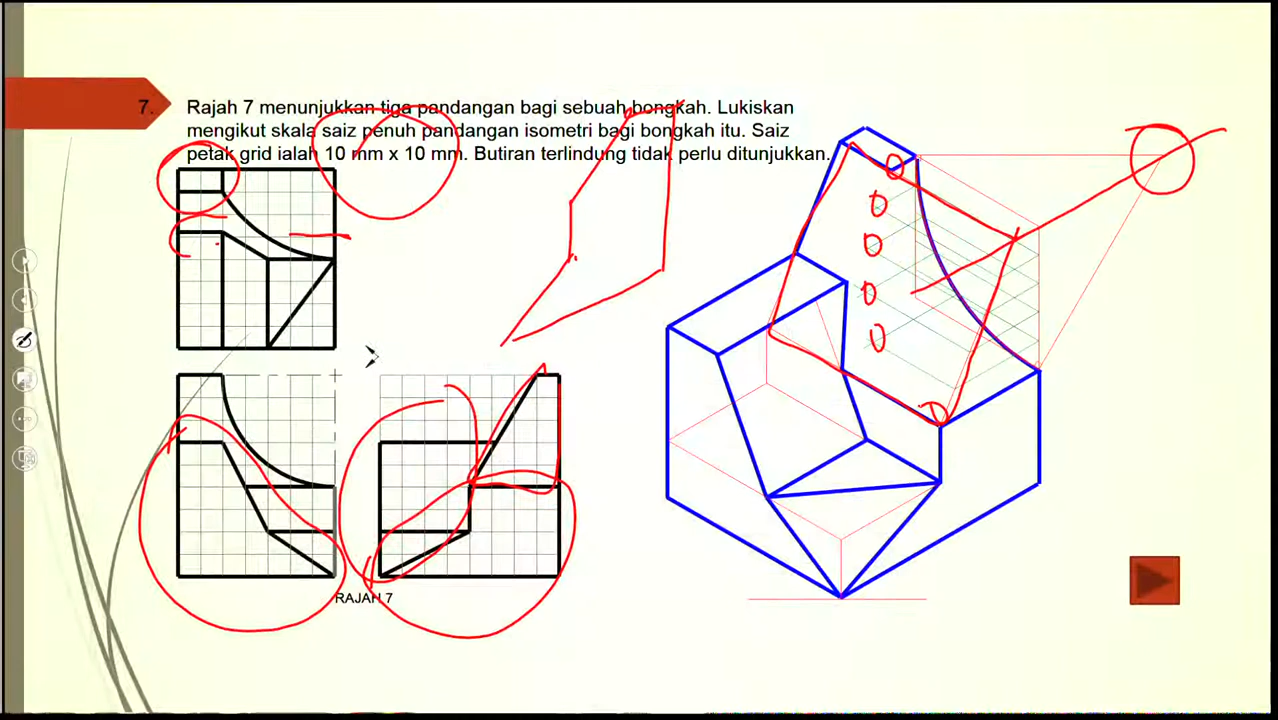 7. Rajah 7 menunjukkan tiga pandangan bagi sebuah bongkah. Lukiskan
mengikut skala saiz penuh pandangan isometri bagi bongkah itu. Saiz
petak grid ialah 10 mm x 10 mm. Butiran terlindung tidak perlu ditunjukkan.
RAJAH 7